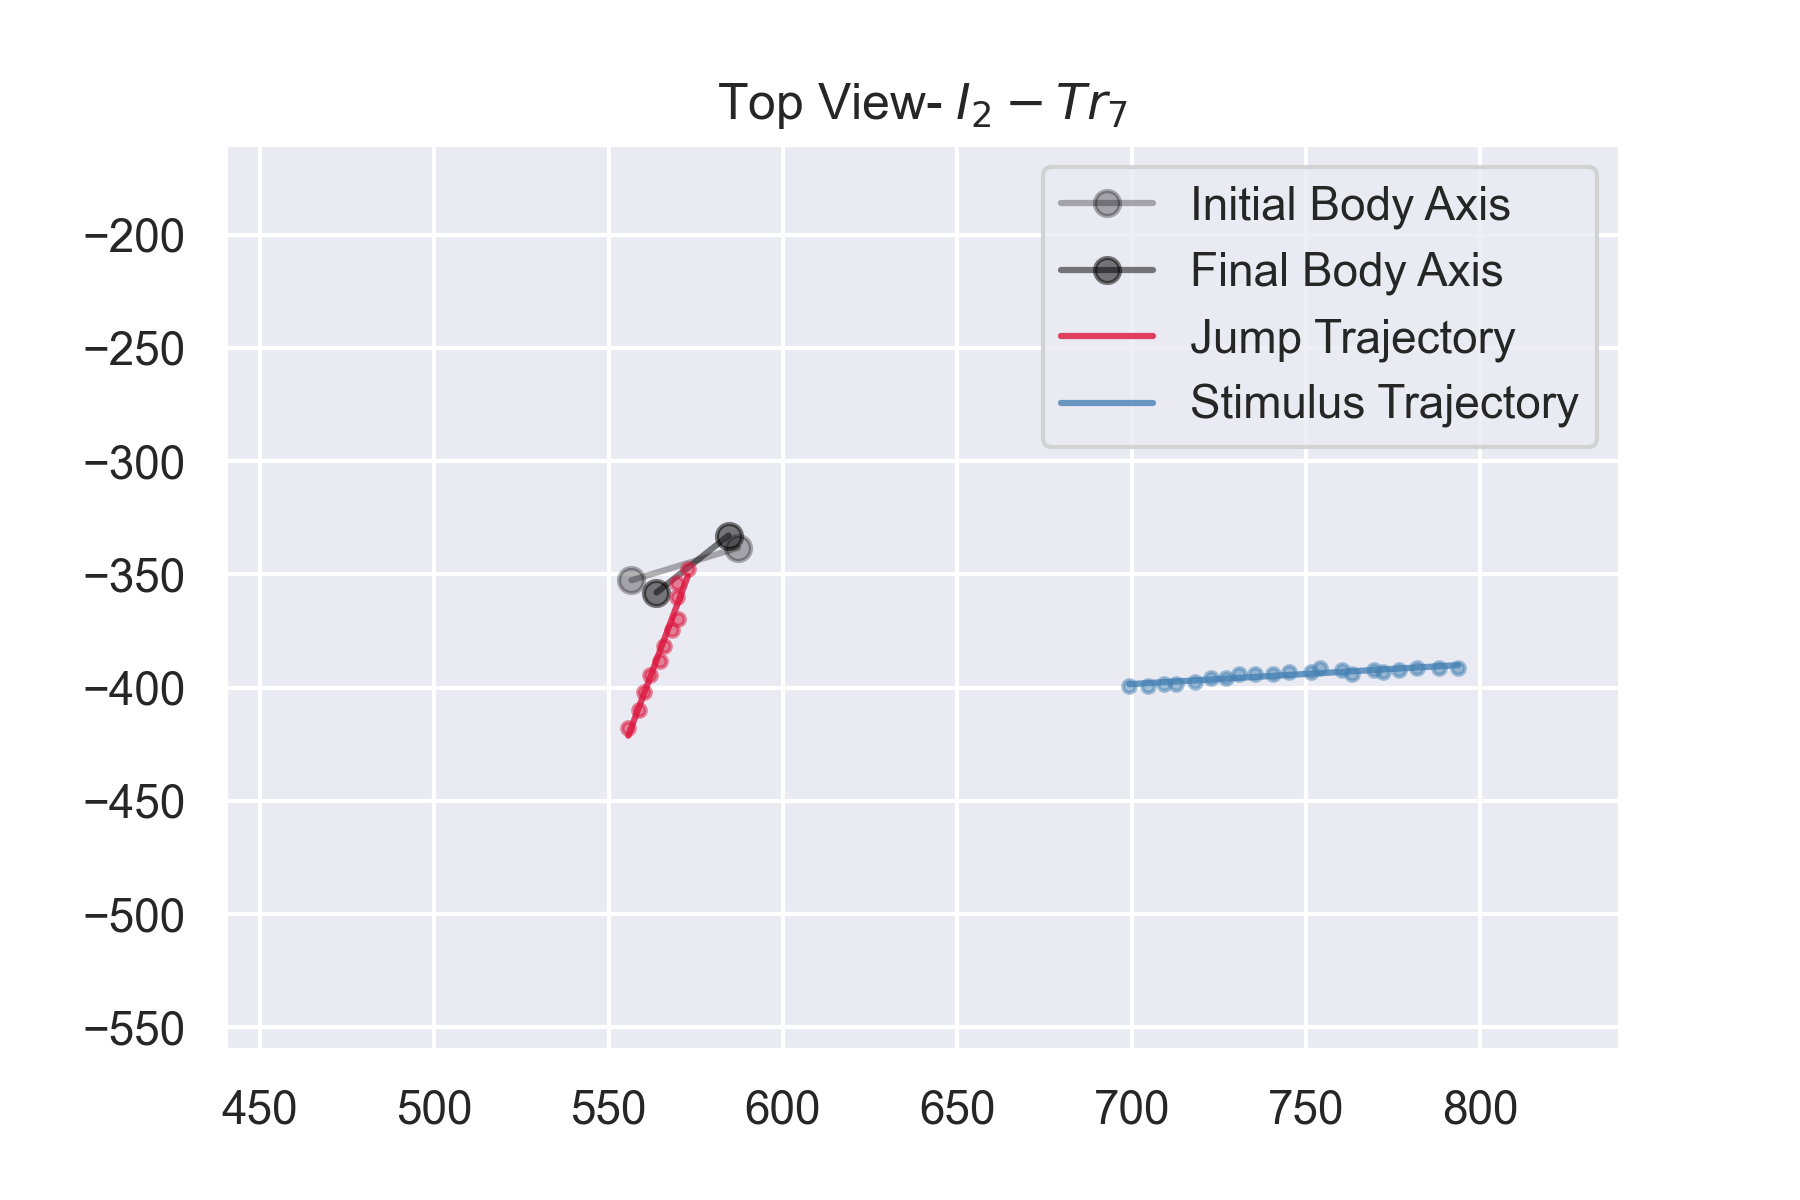 Top View- I₂ − Tr₇
Initial Body Axis
Final Body Axis
Jump Trajectory
Stimulus Trajectory
−200
−250
−300
−350
−400
−450
−500
−550
450 500 550 600 650 700 750 800